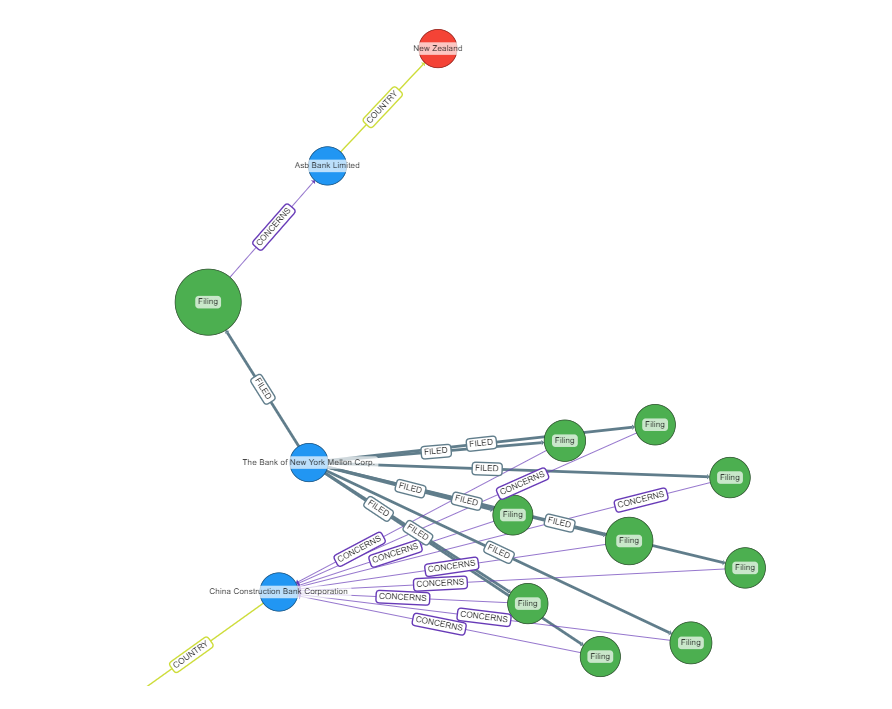 New Zealand
COUNTRY
Asb Bank Limited
CONCERNS
Filing
FILED
Filing
Filing
FILED
FILED
The Bank of New York Mellon Corp.
FILED
Filing
CONCERNS
FILED
FILED
CONCERNS
FILED
Filing
FILED
FILED
Filing
CONCERNS
CONCERNS
FILED
CONCERNS
Filing
CONCERNS
China Construction Bank Corporation
CONCERNS
Filing
CONCERNS
CONCERNS
Filing
COUNTRY
Filing